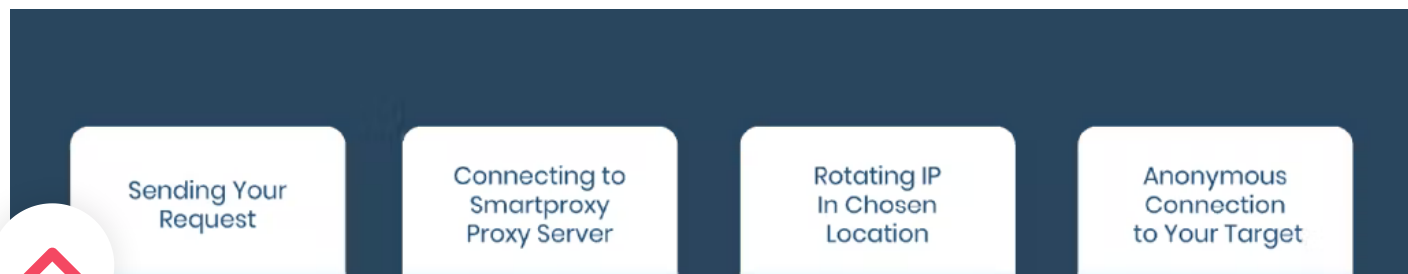 Sending Your
Request
Connecting to
Smartproxy
Proxy Server
Rotating IP
In Chosen
Location
Anonymous
Connection
to Your Target